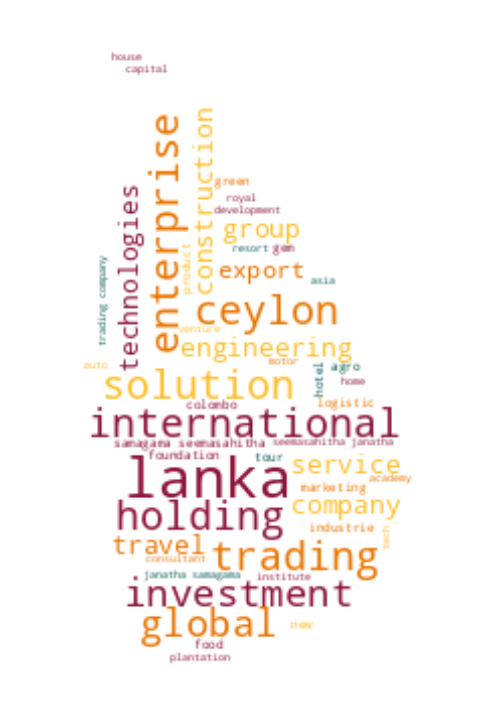 house
capital
enterprise
construction
technologies
green
royal
development
group
resort
gem
product
export
trading company
asia
ceylon
venture
engineering
motor
auto
hotel
agro
solution
home
colombo
logistic
international
samagama seemasahitha
seemasahitha janatha
foundation
tour
lanka
service
academy
marketing
company
holding
industrie
tech
travel
trading
consultant
janatha samagama
institute
investment
global
new
food
plantation